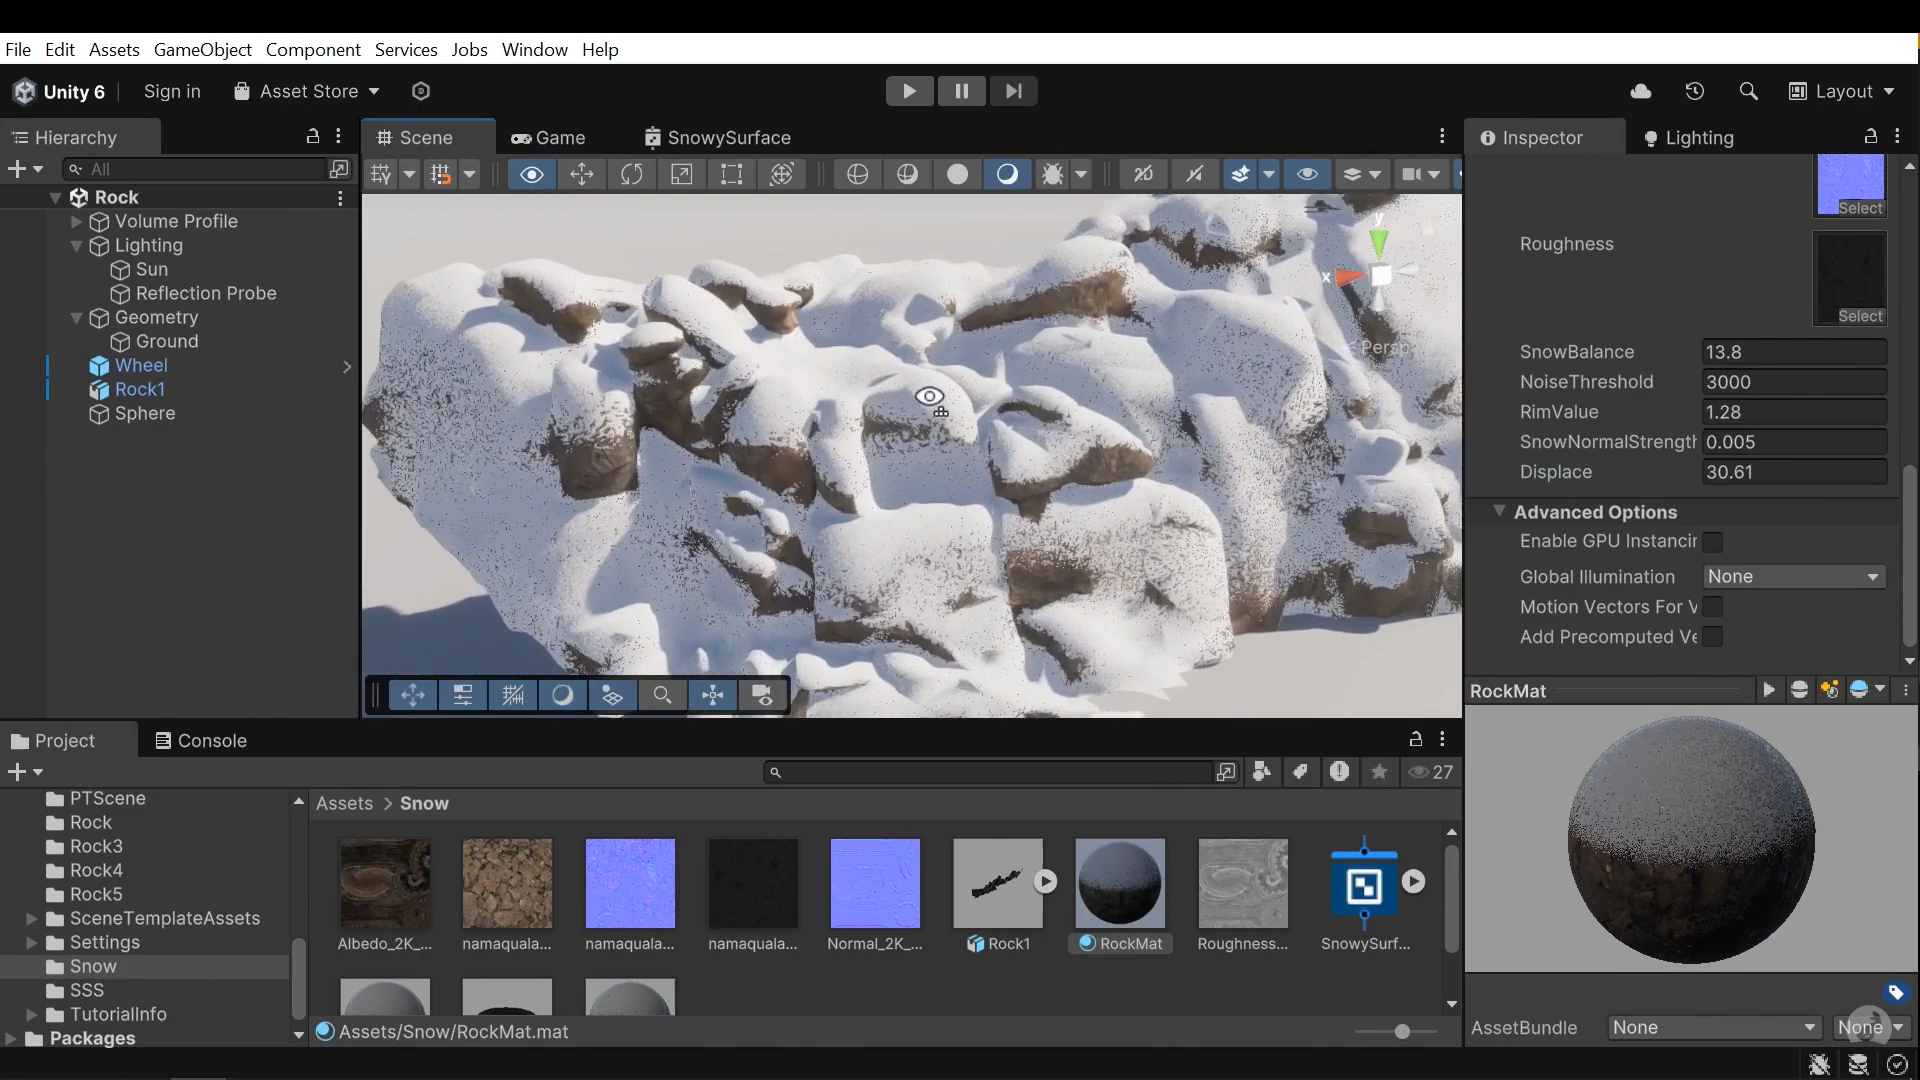 File Edit Assets GameObject Component Services Jobs Window Help
Unity 6 Sign in Asset Store Layout
Hierarchy
All
Rock
Volume Profile
Lighting
Sun
Reflection Probe
Geometry
Ground
Wheel
Rock1
Sphere
Scene Game SnowySurface
y
x
Persp
Inspector Lighting
Select
Roughness
Select
SnowBalance 13.8
NoiseThreshold 3000
RimValue 1.28
SnowNormalStrength 0.005
Displace 30.61
Advanced Options
Enable GPU Instancin
Global Illumination None
Motion Vectors For V
Add Precomputed Ve
RockMat
AssetBundle None None
Project Console
27
PTScene
Rock
Rock3
Rock4
Rock5
SceneTemplateAssets
Settings
Snow
SSS
TutorialInfo
Packages
Assets > Snow
Albedo_2K_... namaquala... namaquala... namaquala... Normal_2K_... Rock1 RockMat Roughness... SnowySurf...
Assets/Snow/RockMat.mat